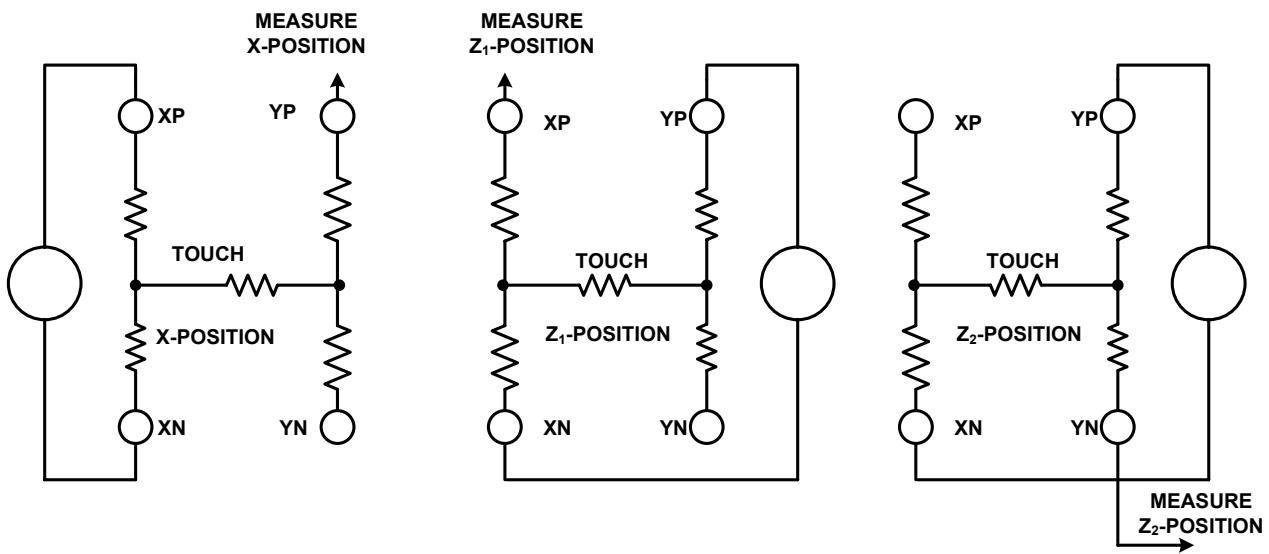 MEASURE
X-POSITION
XP
YP
TOUCH
X-POSITION
XN
YN
MEASURE
Z₁-POSITION
XP
YP
TOUCH
Z₁-POSITION
XN
YN
XP
YP
TOUCH
Z₂-POSITION
XN
YN
MEASURE
Z₂-POSITION